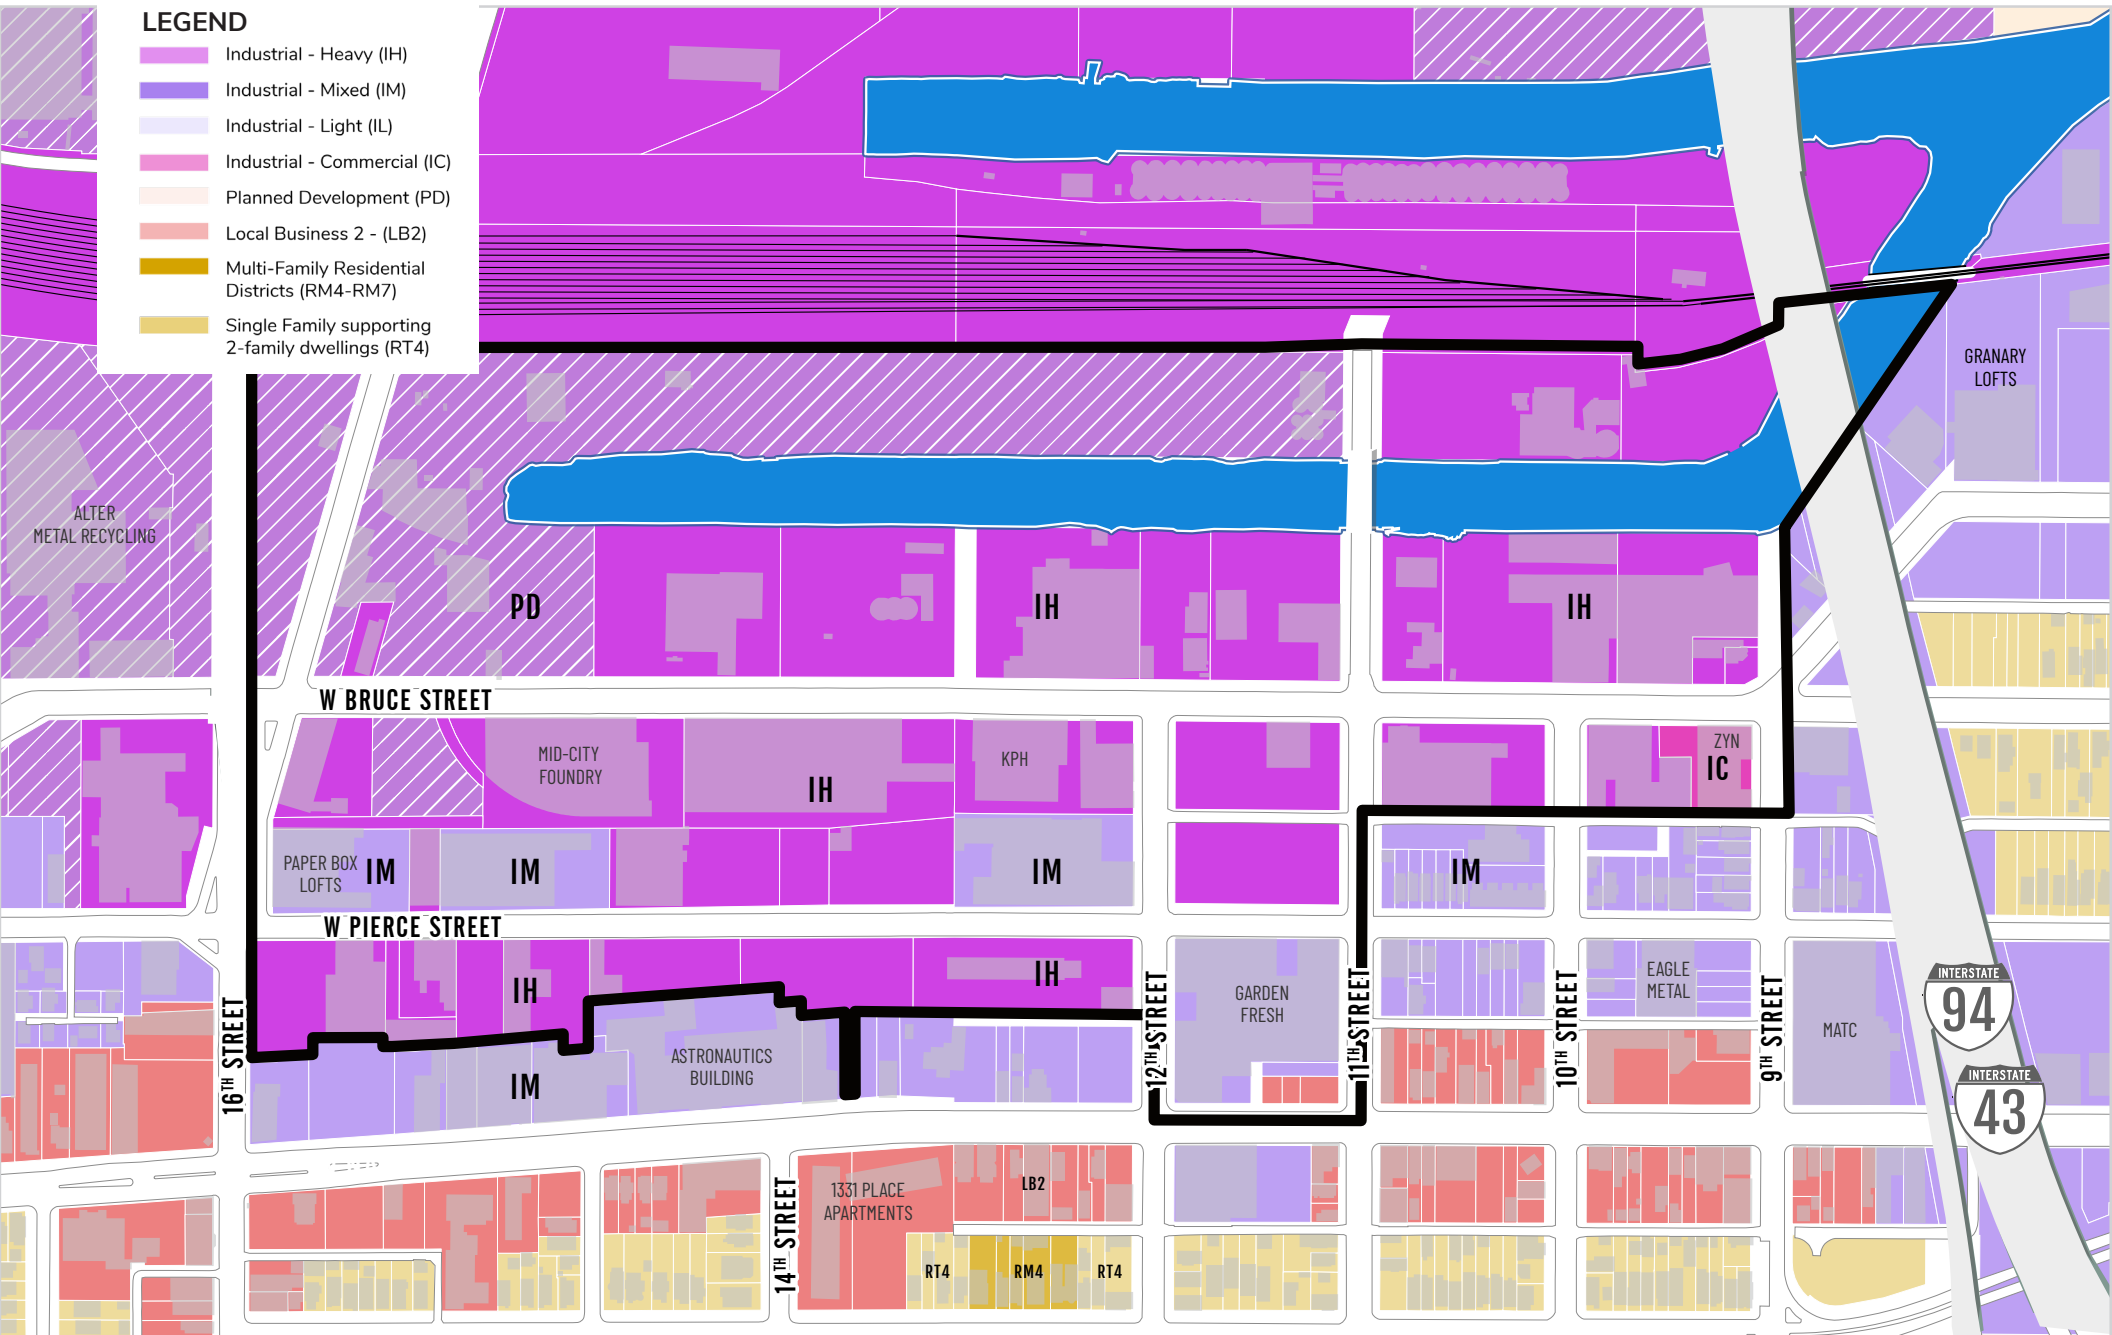 LEGEND
Industrial - Heavy (IH)
Industrial - Mixed (IM)
Industrial - Light (IL)
Industrial - Commercial (IC)
Planned Development (PD)
Local Business 2 - (LB2)
Multi-Family Residential
Districts (RM4-RM7)
Single Family supporting
2-family dwellings (RT4)
GRANARY
LOFTS
ALTER
METAL RECYCLING
PD
IH
IH
W BRUCE STREET
MID-CITY
FOUNDRY
KPH
IH
ZYN
IC
PAPER BOX
LOFTS
IM
IM
IM
IM
W PIERCE STREET
IH
IH
GARDEN
FRESH
EAGLE
METAL
MATC
16TH STREET
12TH STREET
11TH STREET
10TH STREET
9TH STREET
INTERSTATE
94
INTERSTATE
43
ASTRONAUTICS
BUILDING
IM
14TH STREET
1331 PLACE
APARTMENTS
LB2
RT4
RM4
RT4